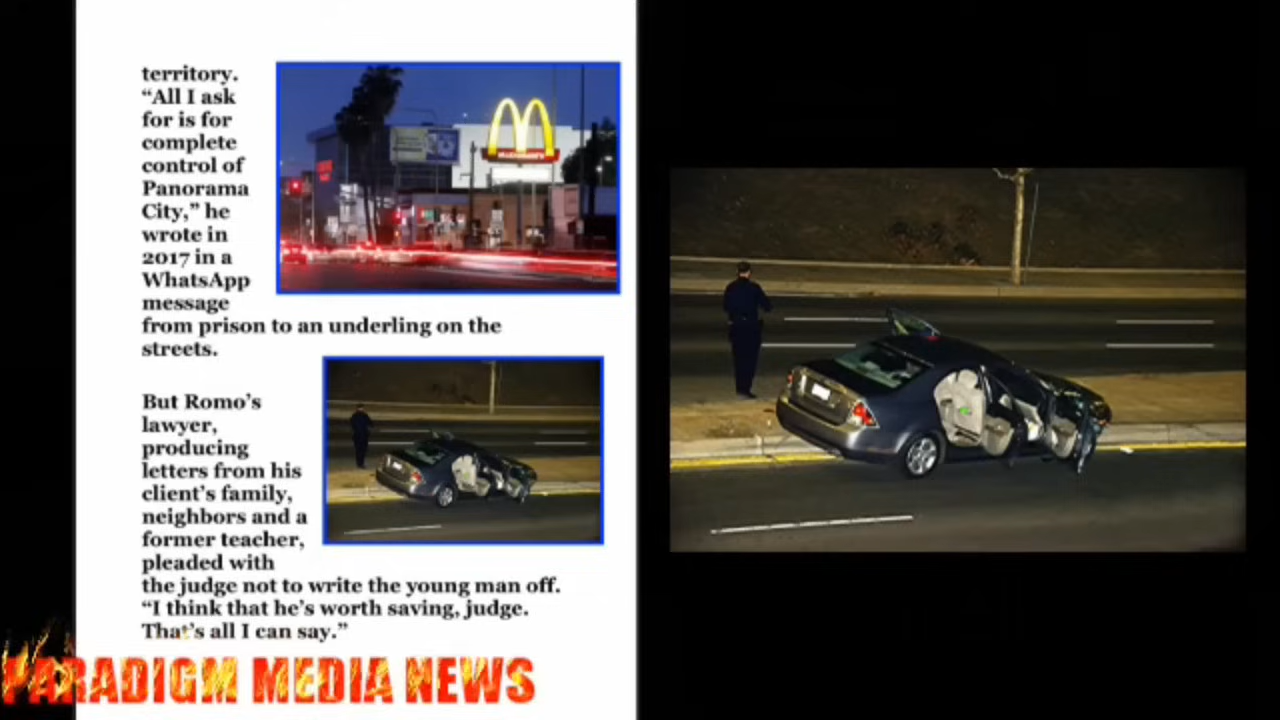 territory.
“All I ask
for is for
complete
control of
Panorama
City,” he
wrote in
2017 in a
WhatsApp
message
from prison to an underling on the
streets.
McDonald's
But Romo’s
lawyer,
producing
letters from his
client’s family,
neighbors and a
former teacher,
pleaded with
the judge not to write the young man off.
“I think that he’s worth saving, judge.
That’s all I can say.”
PARADIGM MEDIA NEWS